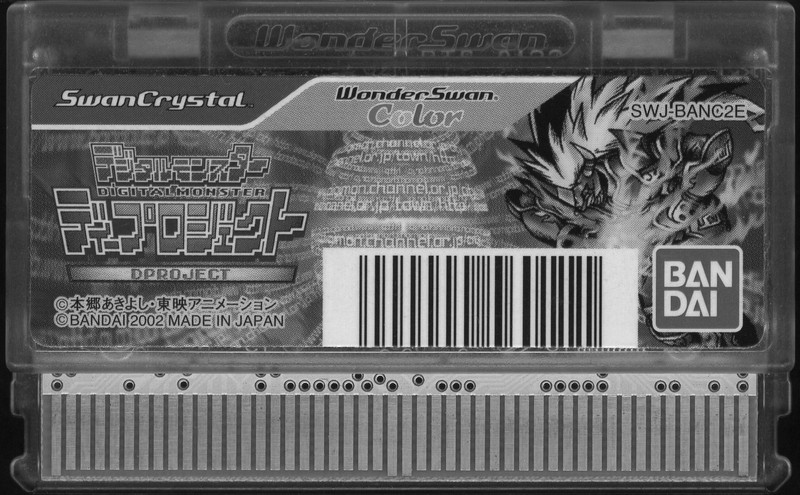 WonderSwan
SwanCrystal
WonderSwan
Color
SWJ-BANC2E
デジタルモンスター
DIGITAL MONSTER
ディープロジェクト
DPROJECT
©本郷あきよし・東映アニメーション
©BANDAI 2002 MADE IN JAPAN
BAN
DAI